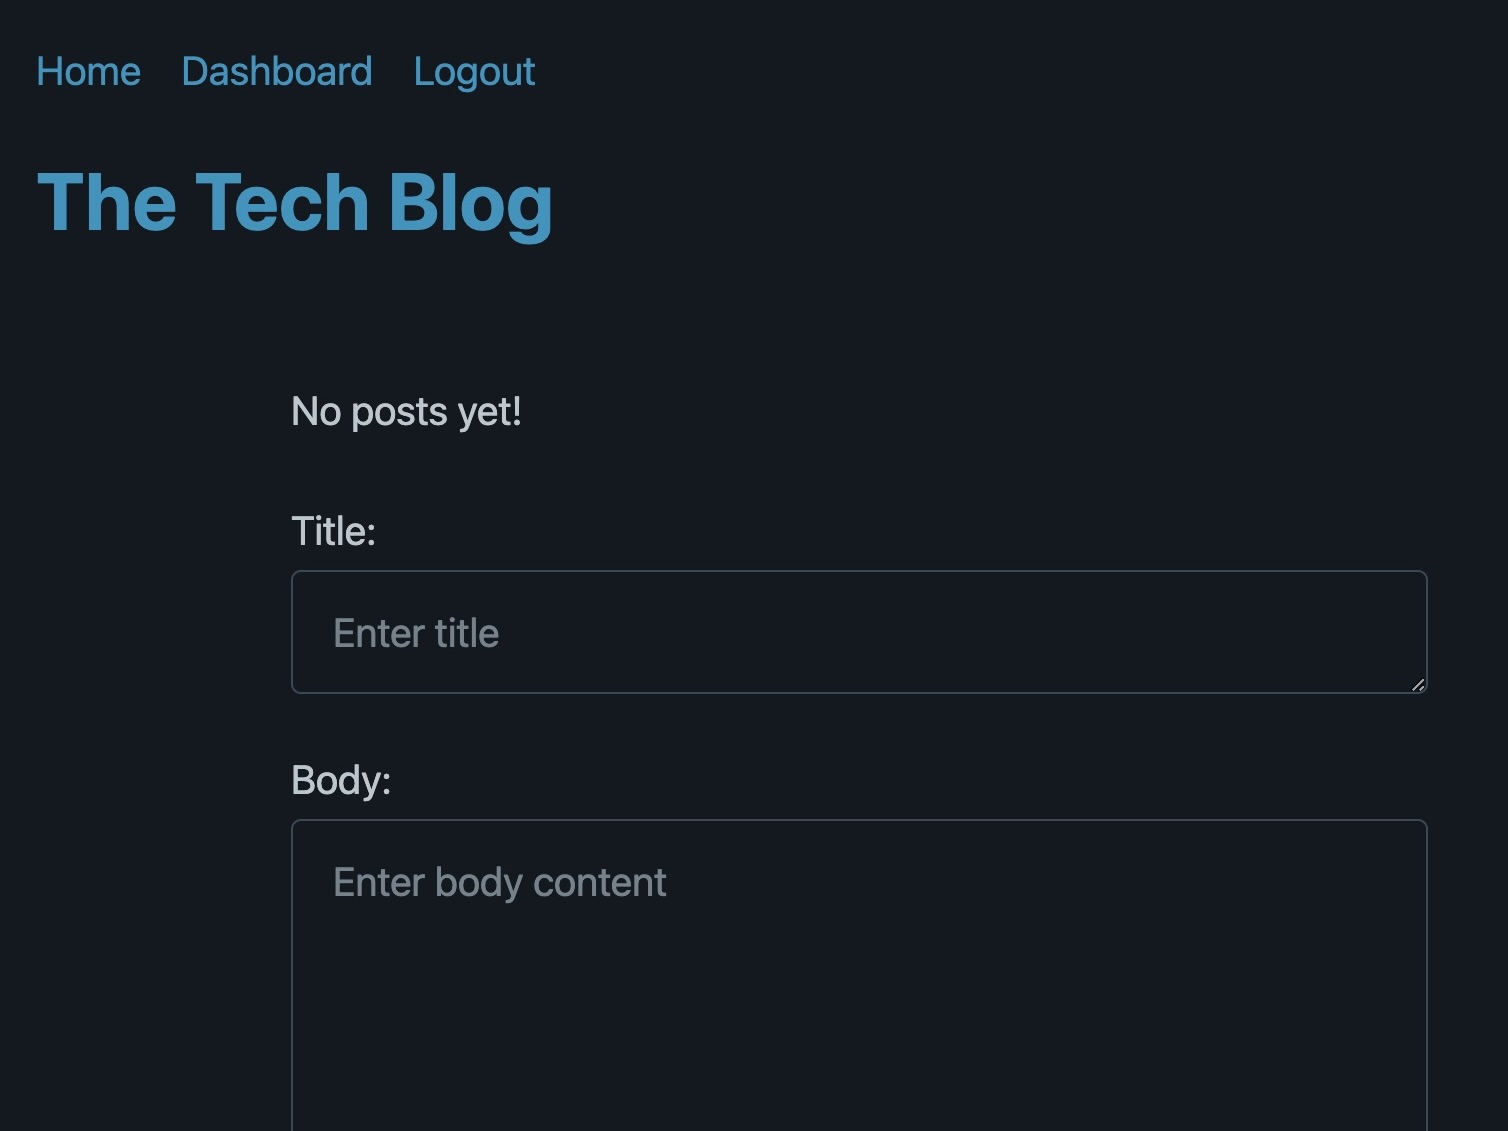 Home Dashboard Logout
The Tech Blog
No posts yet!
Title:
Enter title
Body:
Enter body content